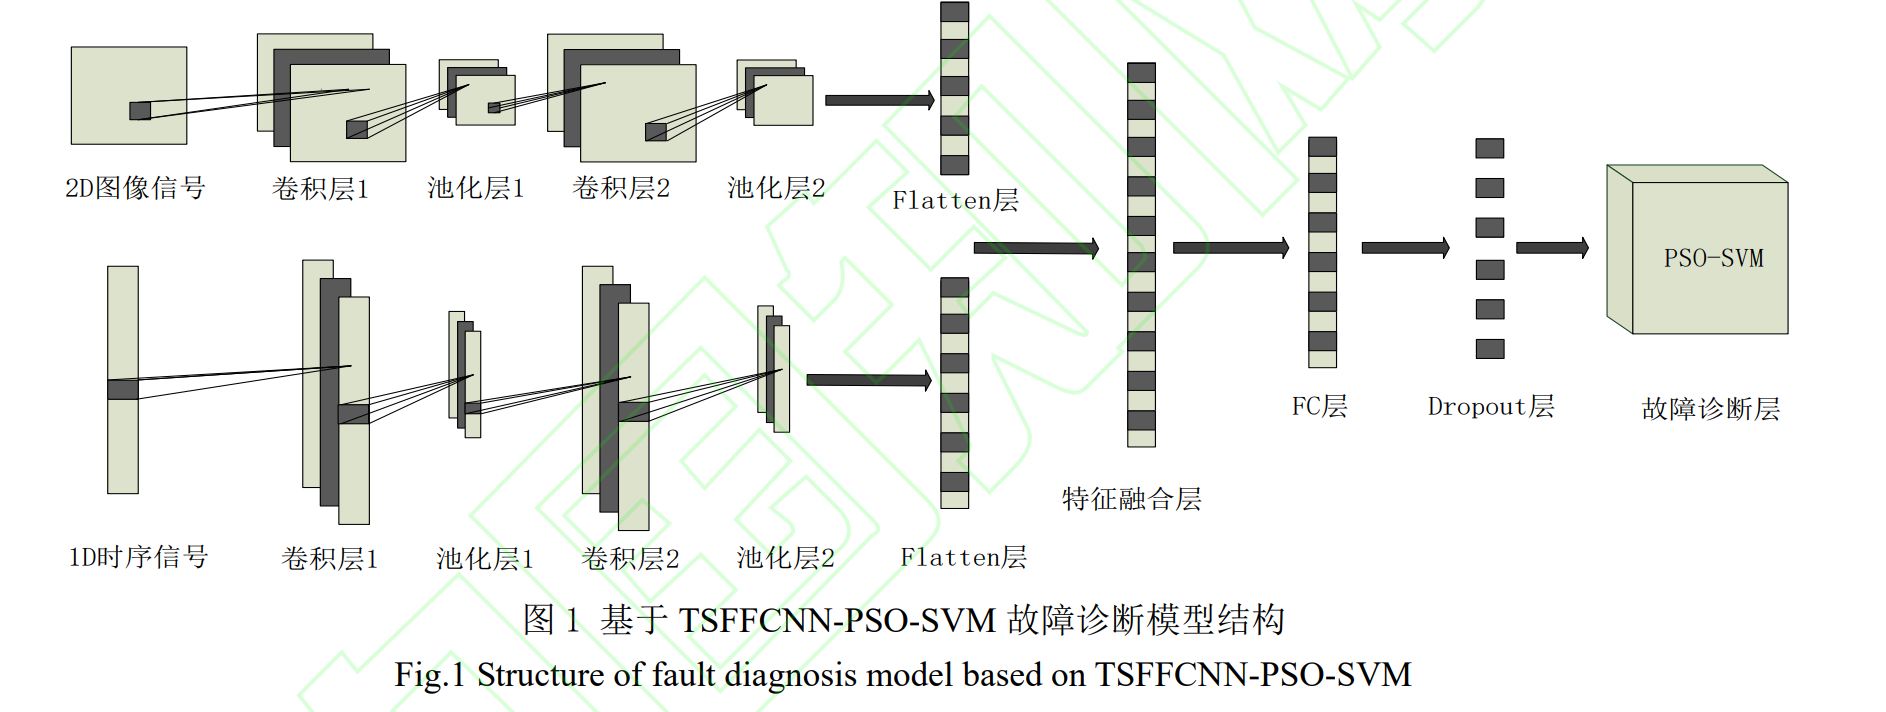 2D图像信号 卷积层1 池化层1 卷积层2 池化层2 Flatten层
PSO-SVM
FC层 Dropout层 故障诊断层
特征融合层
1D时序信号 卷积层1 池化层1 卷积层2 池化层2 Flatten层
图 1 基于 TSFFCNN-PSO-SVM 故障诊断模型结构
Fig.1 Structure of fault diagnosis model based on TSFFCNN-PSO-SVM